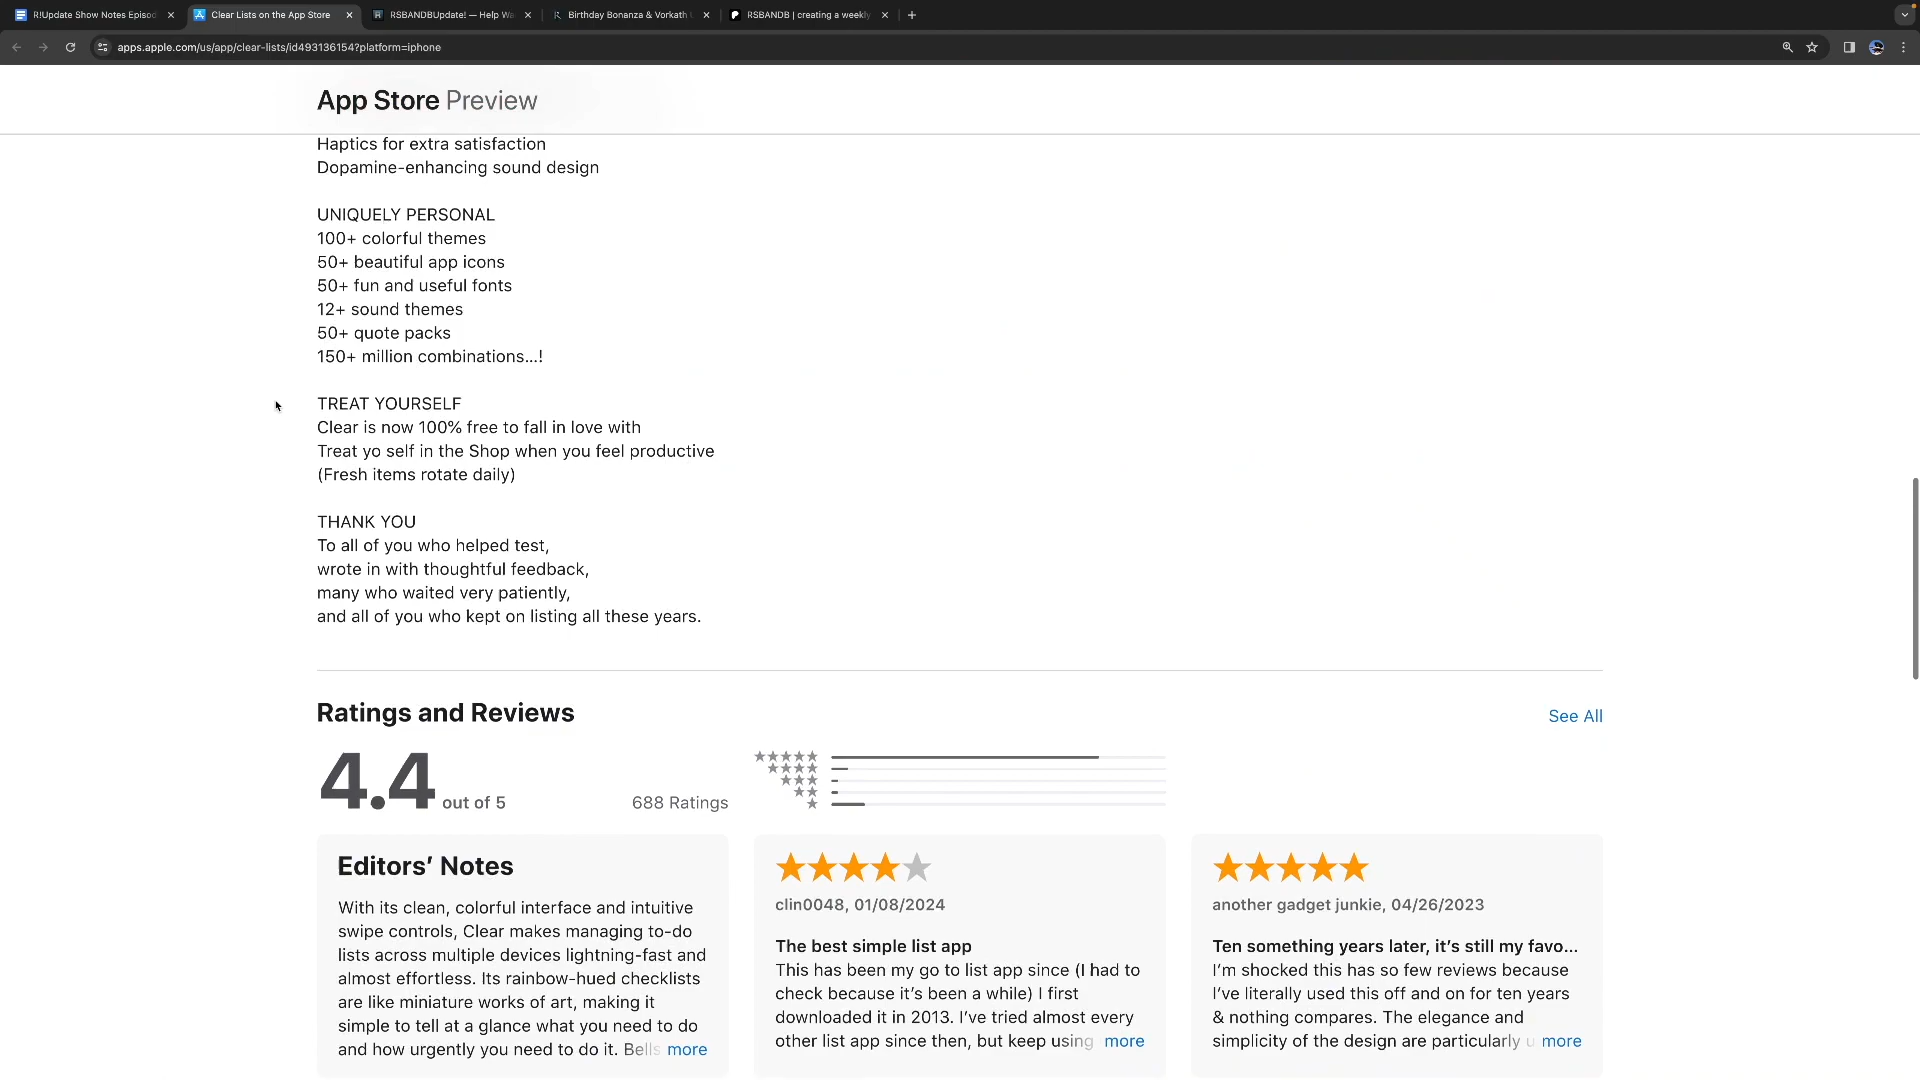 R!Update Show Notes Episod
Clear Lists on the App Store
RSBANDBUpdate! — Help Wa
Birthday Bonanza & Vorkath
RSBANDB | creating a weekly
apps.apple.com/us/app/clear-lists/id493136154?platform=iphone
App Store Preview
Haptics for extra satisfaction
Dopamine-enhancing sound design
UNIQUELY PERSONAL
100+ colorful themes
50+ beautiful app icons
50+ fun and useful fonts
12+ sound themes
50+ quote packs
150+ million combinations...!
TREAT YOURSELF
Clear is now 100% free to fall in love with
Treat yo self in the Shop when you feel productive
(Fresh items rotate daily)
THANK YOU
To all of you who helped test,
wrote in with thoughtful feedback,
many who waited very patiently,
and all of you who kept on listing all these years.
Ratings and Reviews
See All
4.4 out of 5
688 Ratings
Editors’ Notes
With its clean, colorful interface and intuitive
swipe controls, Clear makes managing to-do
lists across multiple devices lightning-fast and
almost effortless. Its rainbow-hued checklists
are like miniature works of art, making it
simple to tell at a glance what you need to do
and how urgently you need to do it. Bells more
clin0048, 01/08/2024
The best simple list app
This has been my go to list app since (I had to
check because it’s been a while) I first
downloaded it in 2013. I’ve tried almost every
other list app since then, but keep using more
another gadget junkie, 04/26/2023
Ten something years later, it’s still my favo...
I’m shocked this has so few reviews because
I’ve literally used this off and on for ten years
& nothing compares. The elegance and
simplicity of the design are particularly u more